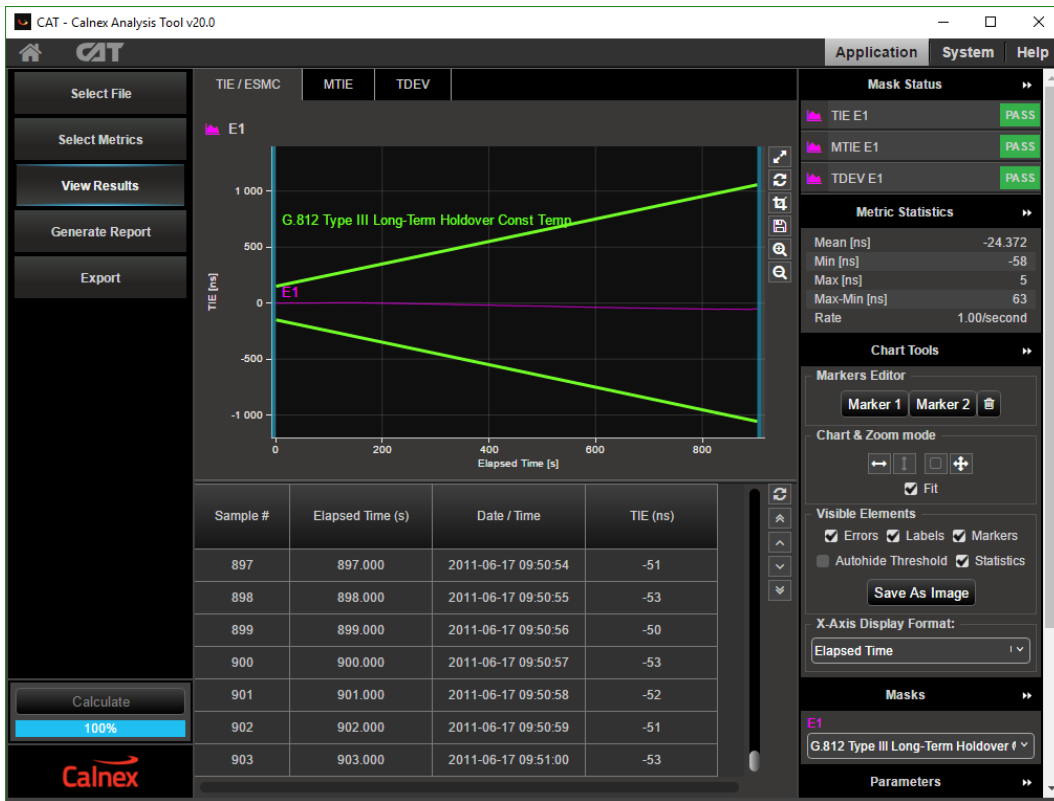 CAT - Calnex Analysis Tool v20.0
CAT
Application System Help
Select File
Select Metrics
View Results
Generate Report
Export
Calculate
100%
Calnex
TIE / ESMC MTIE TDEV
E1
1 000
500
0
-500
-1 000
TIE [ns]
G.812 Type III Long-Term Holdover Const Temp
E1
0 200 400 600 800
Elapsed Time [s]
Sample # Elapsed Time (s) Date / Time TIE (ns)
897 897.000 2011-06-17 09:50:54 -51
898 898.000 2011-06-17 09:50:55 -53
899 899.000 2011-06-17 09:50:56 -50
900 900.000 2011-06-17 09:50:57 -53
901 901.000 2011-06-17 09:50:58 -52
902 902.000 2011-06-17 09:50:59 -51
903 903.000 2011-06-17 09:51:00 -53
Mask Status
TIE E1 PASS
MTIE E1 PASS
TDEV E1 PASS
Metric Statistics
Mean [ns] -24.372
Min [ns] -58
Max [ns] 5
Max-Min [ns] 63
Rate 1.00/second
Chart Tools
Markers Editor
Marker 1 Marker 2
Chart & Zoom mode
Fit
Visible Elements
Errors Labels Markers
Autohide Threshold Statistics
Save As Image
X-Axis Display Format:
Elapsed Time
Masks
E1
G.812 Type III Long-Term Holdover
Parameters